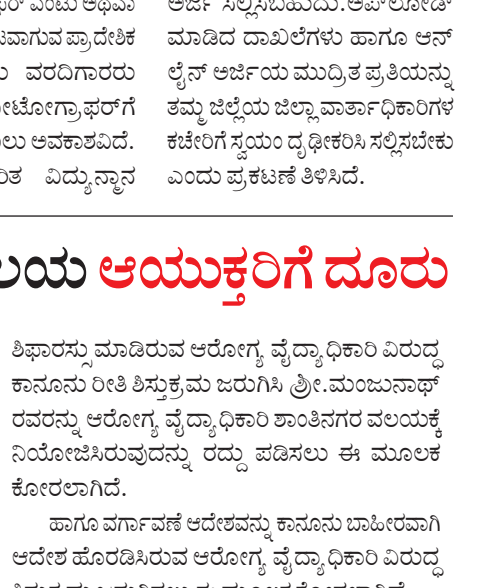 ಎಂಟು ಅಥವಾ
ಪ್ರಾದೇಶಿಕ
ವರದಿಗಾರರು
ಅವಕಾಶವಿದೆ.
ವಿದ್ಯುನ್ಮಾನ
ಅರ್ಜಿ ಸಲ್ಲಿಸಬಹುದು.ಅಪ್‌ಲೋಡ್
ಮಾಡಿದ ದಾಖಲೆಗಳು ಹಾಗೂ ಆನ್
ಲೈನ್ ಅರ್ಜಿಯ ಮುದ್ರಿತ ಪ್ರತಿಯನ್ನು
ತಮ್ಮ ಜಿಲ್ಲೆಯ ಜಿಲ್ಲಾ ವಾರ್ತಾಧಿಕಾರಿಗಳ
ಕಚೇರಿಗೆ ಸ್ವಯಂ ದೃಢೀಕರಿಸಿ ಸಲ್ಲಿಸಬೇಕು
ಎಂದು ಪ್ರಕಟಣೆ ತಿಳಿಸಿದೆ.
ಆಯುಕ್ತರಿಗೆ ದೂರು
ಶಿಫಾರಸ್ಸು ಮಾಡಿರುವ ಆರೋಗ್ಯ ವೈದ್ಯಾಧಿಕಾರಿ ವಿರುದ್ಧ
ಕಾನೂನು ರೀತಿ ಶಿಸ್ತುಕ್ರಮ ಜರುಗಿಸಿ ಶ್ರೀ.ಮಂಜುನಾಥ್
ರವರನ್ನು ಆರೋಗ್ಯ ವೈದ್ಯಾಧಿಕಾರಿ ಶಾಂತಿನಗರ ವಲಯಕ್ಕೆ
ನಿಯೋಜಿಸಿರುವುದನ್ನು ರದ್ದು ಪಡಿಸಲು ಈ ಮೂಲಕ
ಕೋರಲಾಗಿದೆ.
ಹಾಗೂ ವರ್ಗಾವಣೆ ಆದೇಶವನ್ನು ಕಾನೂನು ಬಾಹೀರವಾಗಿ
ಆದೇಶ ಹೊರಡಿಸಿರುವ ಆರೋಗ್ಯ ವೈದ್ಯಾಧಿಕಾರಿ ವಿರುದ್ಧ